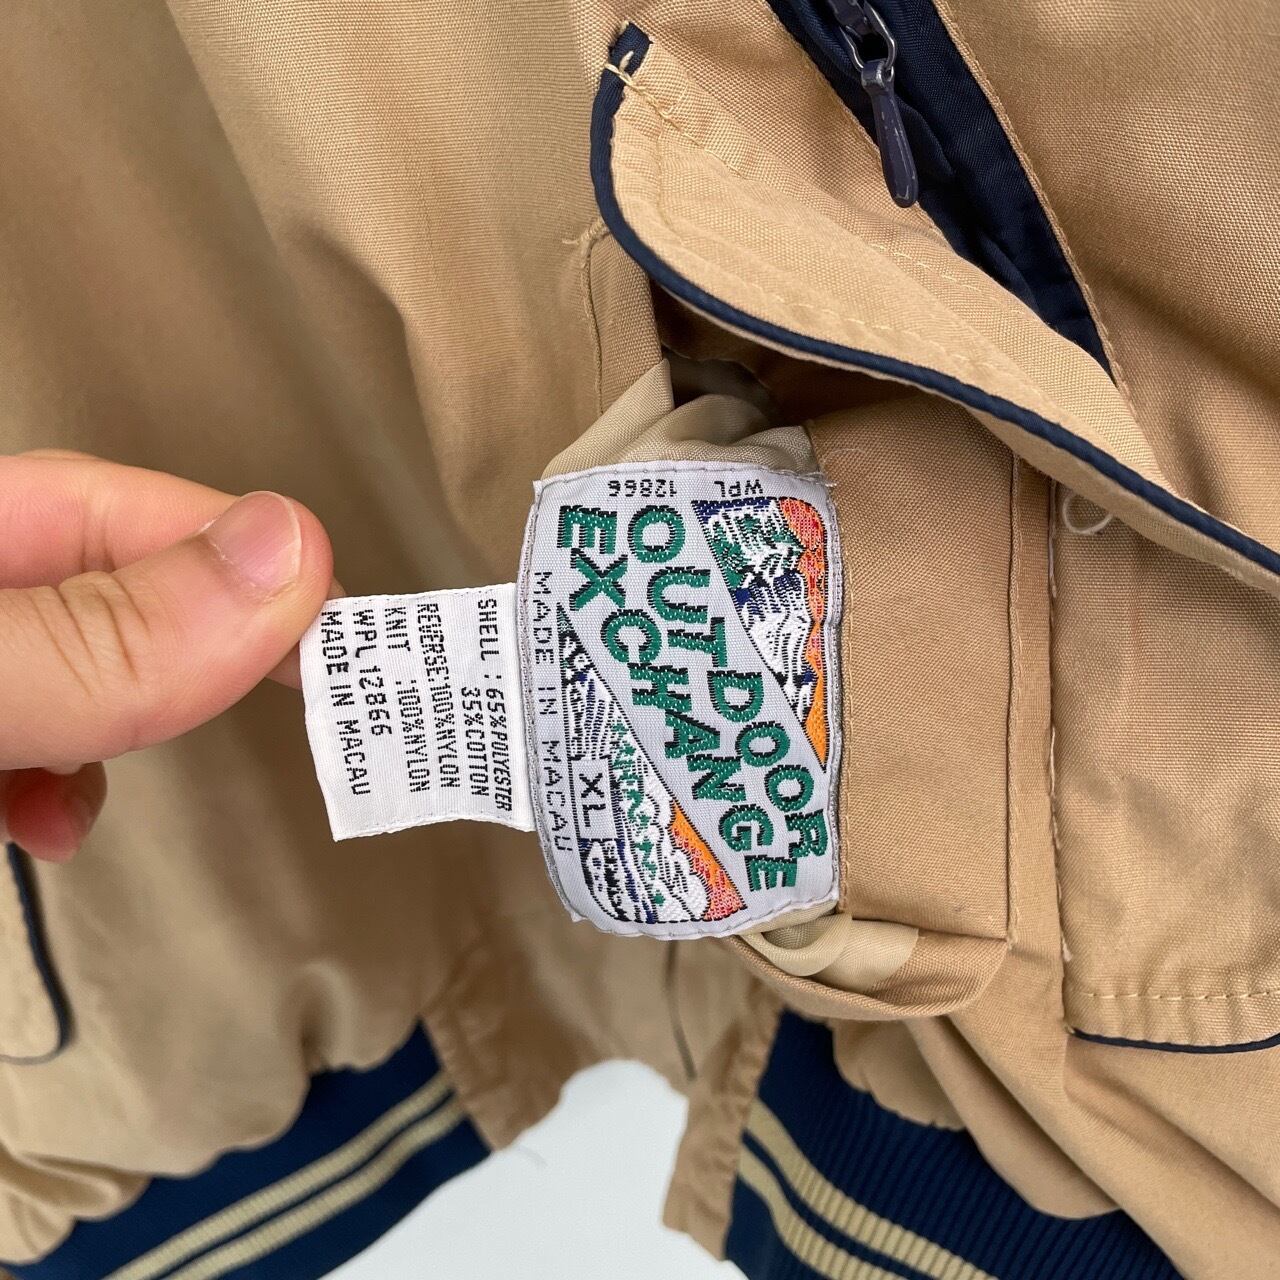 WPL 12866
OUTDOOR
EXCHANGE
XL
MADE IN MACAU
SHELL : 65%POLYESTER
35%COTTON
REVERSE:100%NYLON
KNIT :100%NYLON
WPL 12866
MADE IN MACAU